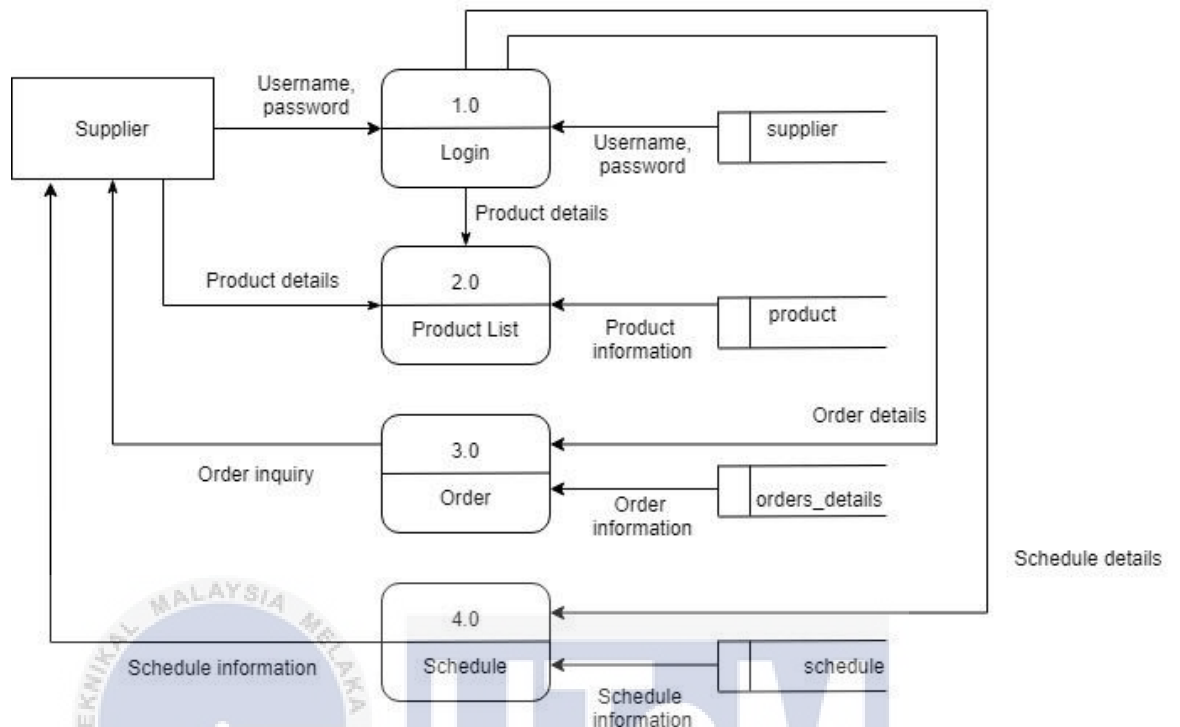 Username,
password
1.0
Supplier
supplier
Login
Username,
password
Product details
Product details
2.0
Product List
product
Product
information
Order details
3.0
Order inquiry
Order
orders_details
Order
information
Schedule details
4.0
Schedule information
Schedule
schedule
Schedule
information
MALAYSIA MELAKA
UTeM